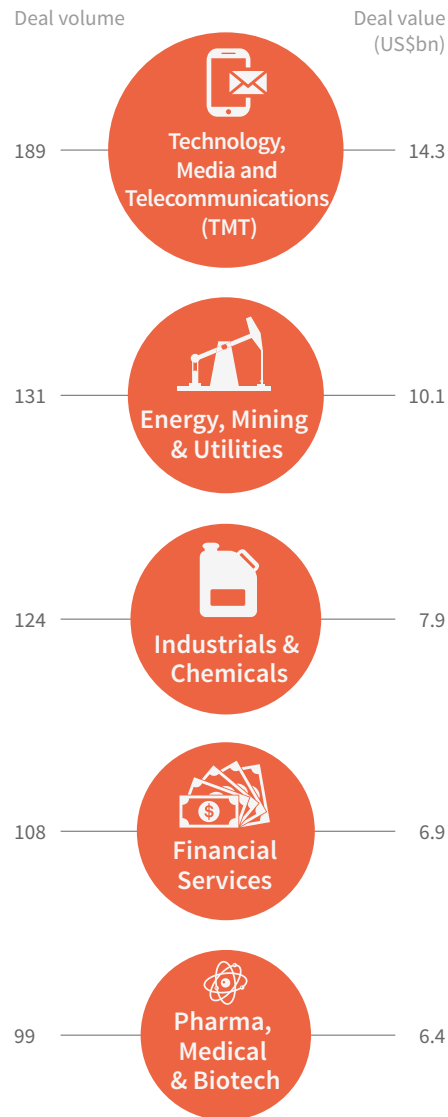 Deal volume
Deal value
(US$bn)
189
Technology,
Media and
Telecommunications
(TMT)
14.3
131
Energy, Mining
& Utilities
10.1
124
Industrials &
Chemicals
7.9
108
$
Financial
Services
6.9
99
Pharma,
Medical
& Biotech
6.4